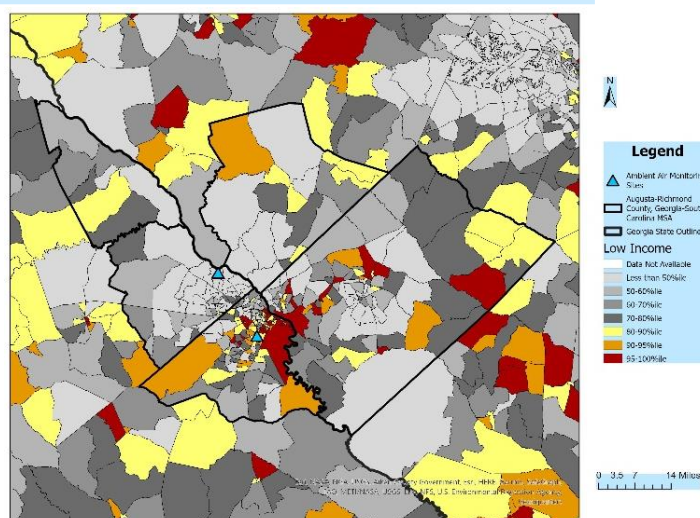 N
Legend
Ambient Air Monitorin
Sites
Augusta-Richmond
County, Georgia-Sout
Carolina MSA
Georgia State Outline
Low Income
Data Not Available
Less than 50%ile
50-60%ile
60-70%ile
70-80%ile
80-90%ile
90-95%ile
95-100%ile
0 3.5 7 14 Miles